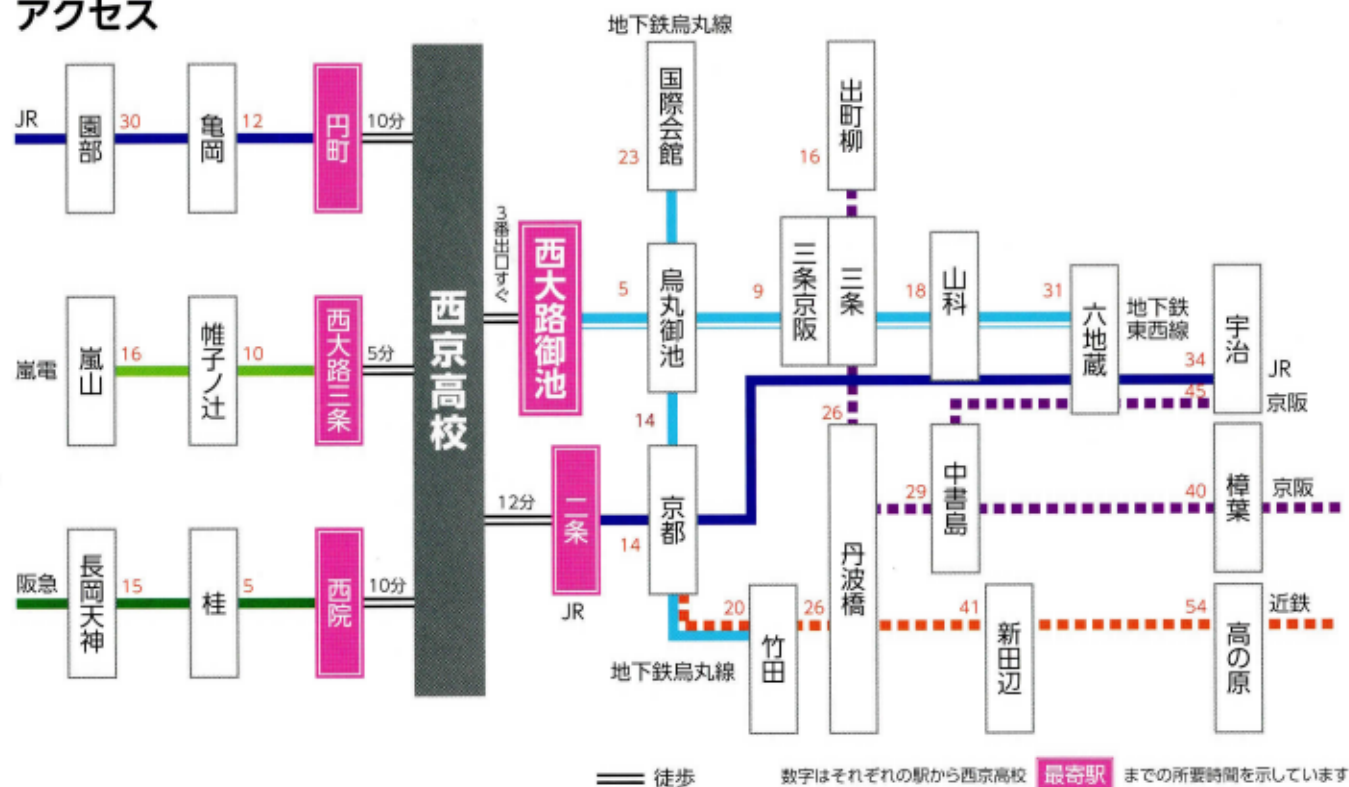 アクセス
JR
園部
30
亀岡
12
円町
10分
嵐電
嵐山
16
帷子ノ辻
10
西大路三条
5分
阪急
長岡天神
15
桂
5
西院
10分
西京高校
3番出口すぐ
西大路御池
12分
二条
JR
地下鉄烏丸線
国際会館
23
5
烏丸御池
14
京都
14
地下鉄烏丸線
出町柳
16
9
三条京阪
三条
18
山科
31
六地蔵
地下鉄
東西線
宇治
34
JR
45
京阪
26
丹波橋
29
中書島
40
樟葉
京阪
20
竹田
26
41
新田辺
54
高の原
近鉄
徒歩
数字はそれぞれの駅から西京高校 最寄駅 までの所要時間を示しています